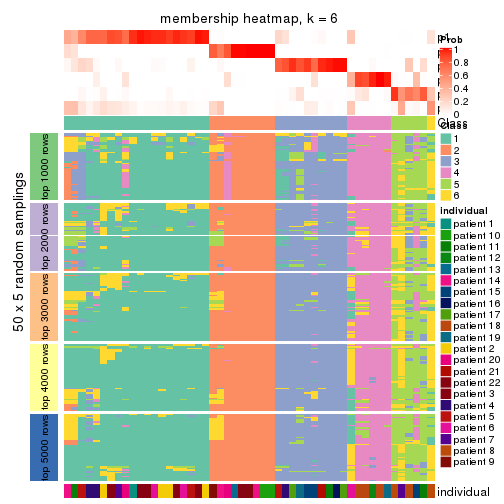 membership heatmap, k = 6
50 x 5 random samplings
top 1000 rows
top 2000 rows
top 3000 rows
top 4000 rows
top 5000 rows
Class
individual
Prob
1
0.8
0.6
0.4
0.2
0
Class
1
2
3
4
5
6
individual
patient 1
patient 10
patient 11
patient 12
patient 13
patient 14
patient 15
patient 16
patient 17
patient 18
patient 19
patient 2
patient 20
patient 21
patient 22
patient 3
patient 4
patient 5
patient 6
patient 7
patient 8
patient 9